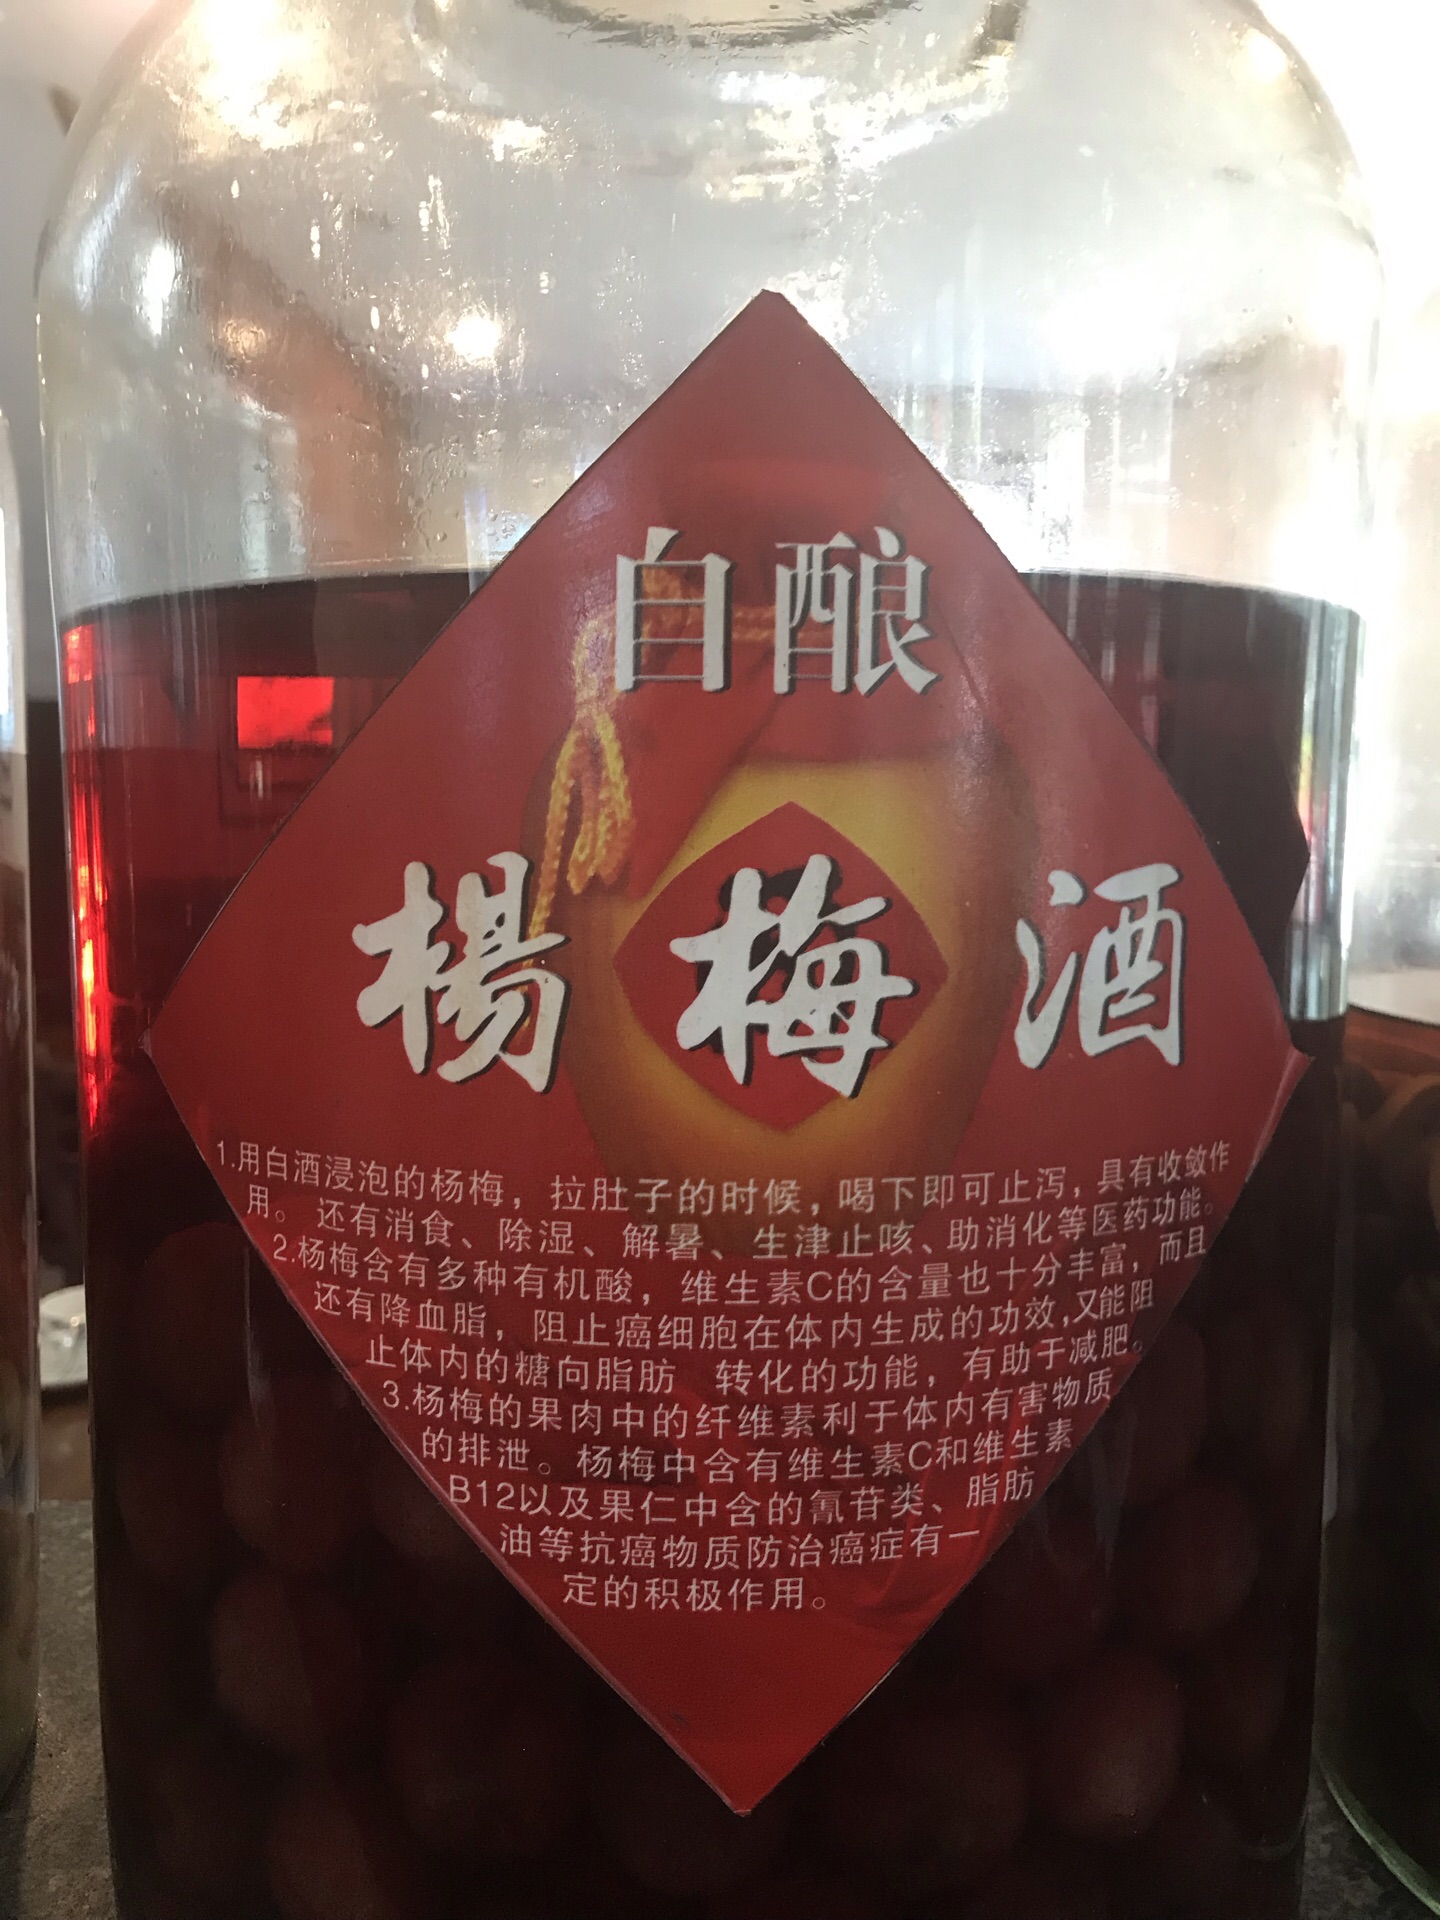 自酿
楊梅酒
1.用白酒浸泡的杨梅，拉肚子的时候，喝下即可止泻，具有收敛作
用。 还有消食、除湿、解暑、生津止咳、助消化等医药功能。
2.杨梅含有多种有机酸，维生素C的含量也十分丰富，而且
还有降血脂，阻止癌细胞在体内生成的功效，又能阻
止体内的糖向脂肪 转化的功能，有助于减肥。
3.杨梅的果肉中的纤维素利于体内有害物质
的排泄。杨梅中含有维生素C和维生素
B12以及果仁中含的氰苷类、脂肪
油等抗癌物质防治癌症有一
定的积极作用。